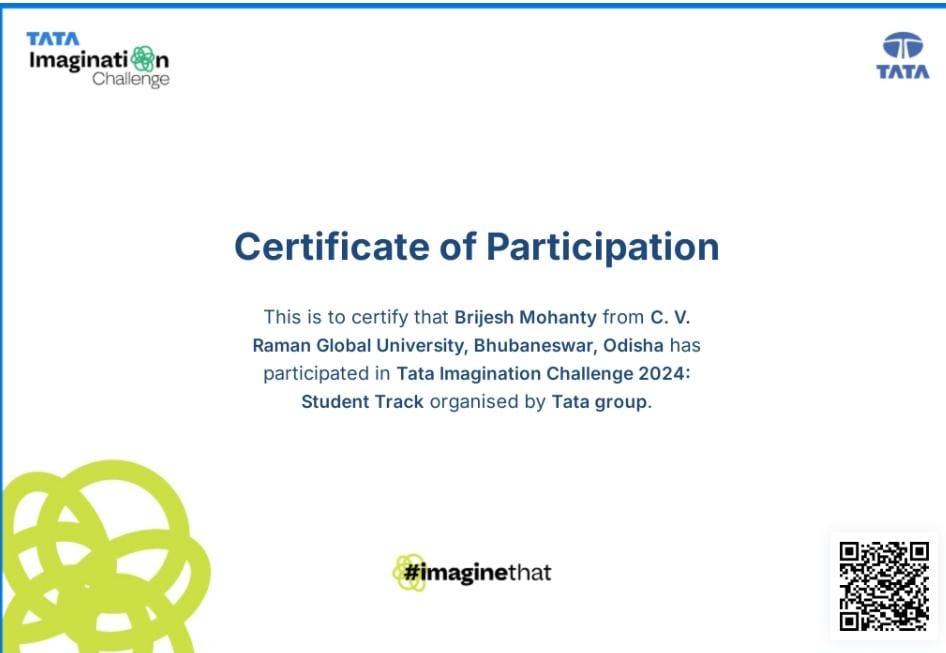 TATA
Imagination
Challenge
TATA
Certificate of Participation
This is to certify that Brijesh Mohanty from C. V.
Raman Global University, Bhubaneswar, Odisha has
participated in Tata Imagination Challenge 2024:
Student Track organised by Tata group.
#imaginethat